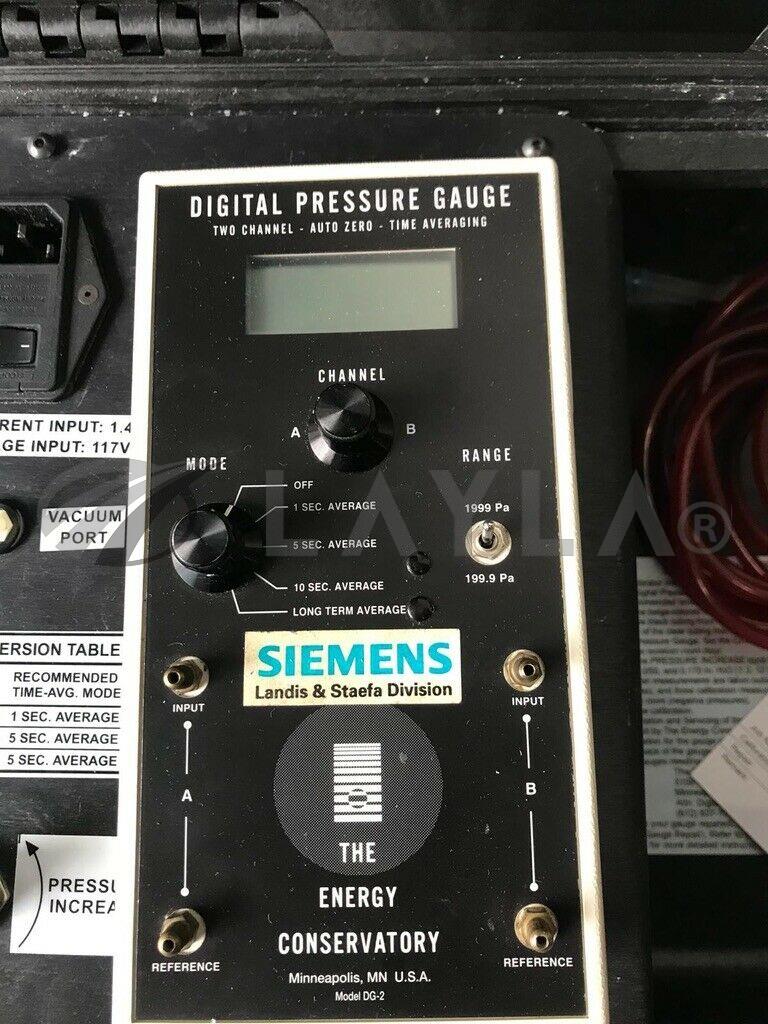 DIGITAL PRESSURE GAUGE
TWO CHANNEL - AUTO ZERO - TIME AVERAGING
CHANNEL
A
B
MODE
OFF
1 SEC. AVERAGE
5 SEC. AVERAGE
10 SEC. AVERAGE
LONG TERM AVERAGE
RANGE
1999 Pa
199.9 Pa
RENT INPUT: 1.4
GE INPUT: 117V
VACUUM
PORT
LAYLA®
ERSION TABLE
RECOMMENDED
TIME-AVG. MODE
1 SEC. AVERAGE
5 SEC. AVERAGE
5 SEC. AVERAGE
PRESSU
INCREA
SIEMENS
Landis & Staefa Division
INPUT
A
REFERENCE
INPUT
B
REFERENCE
THE
ENERGY
CONSERVATORY
Minneapolis, MN U.S.A.
Model DG-2